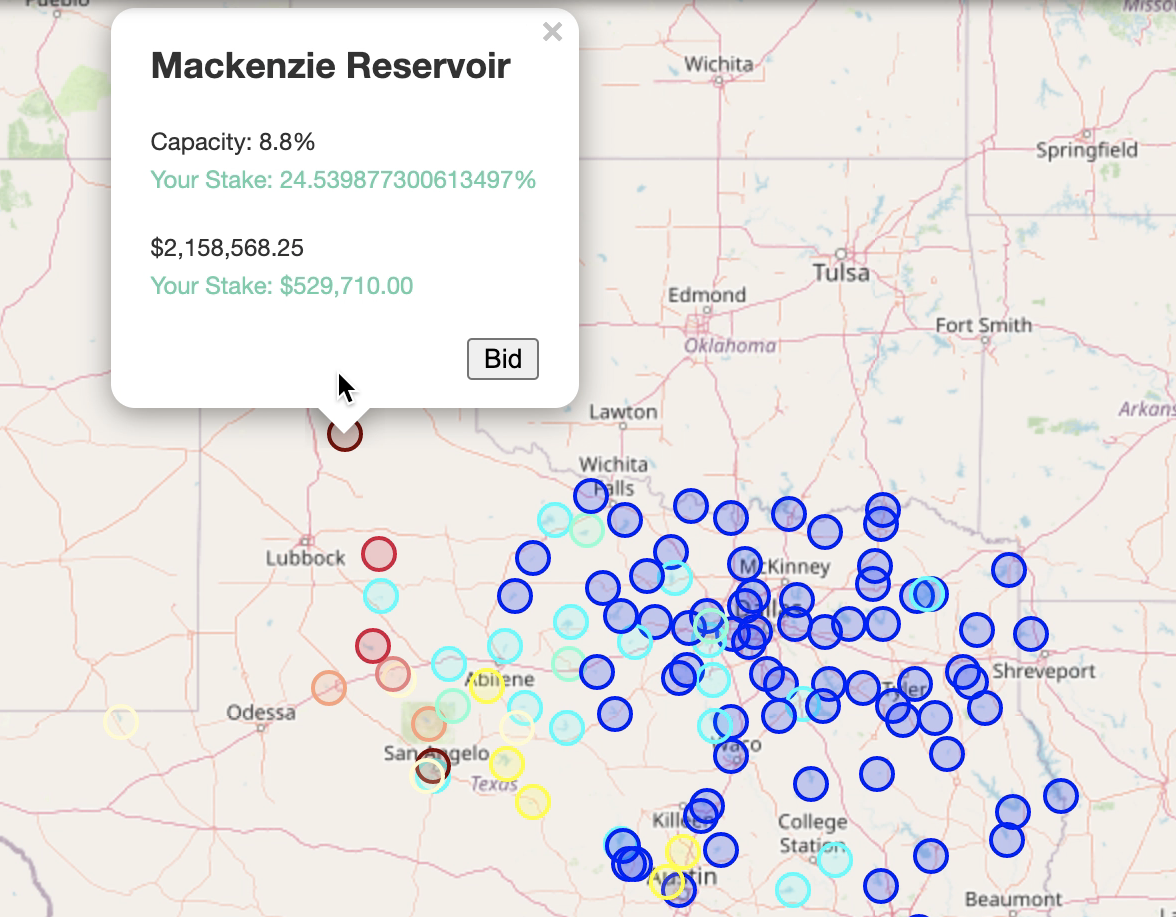 Pueblo
Missou
×
Mackenzie Reservoir
Wichita
Capacity: 8.8%
Springfield
Your Stake: 24.539877300613497%
$2,158,568.25
Tulsa
Your Stake: $529,710.00
Edmond
Fort Smith
Oklahoma
Bid
Lawton
Arkans
Wichita
Falls
Lubbock
McKinney
Dallas
Shreveport
Abilene
Tyler
Odessa
San Angelo
Waco
Texas
Killeen
College
Station
Austin
Beaumont